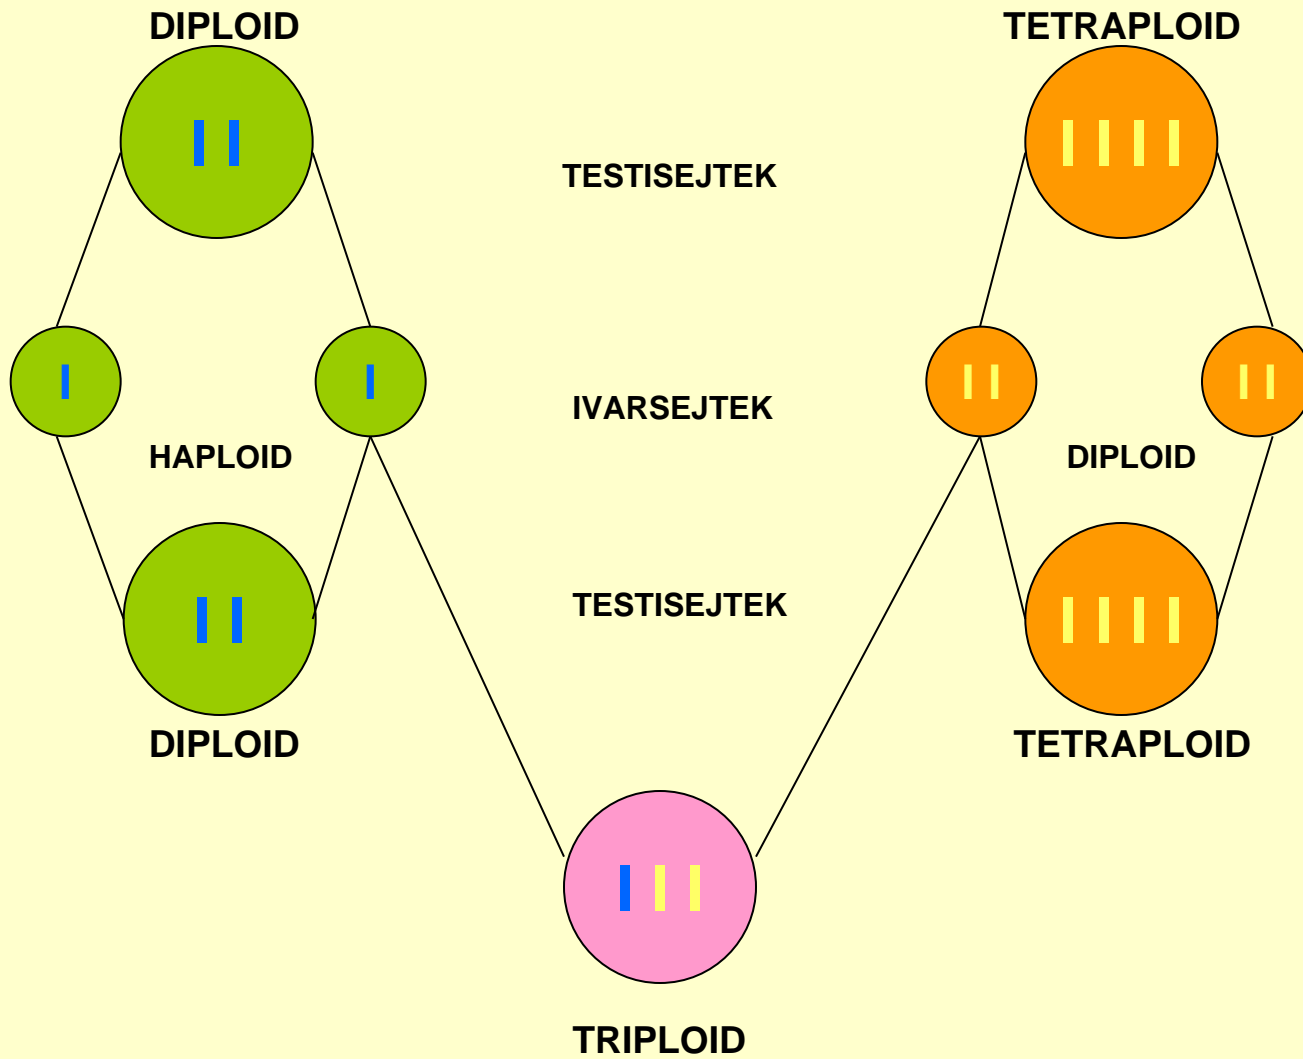 DIPLOID
TETRAPLOID
TESTISEJTEK
IVARSEJTEK
HAPLOID
DIPLOID
TESTISEJTEK
DIPLOID
TETRAPLOID
TRIPLOID